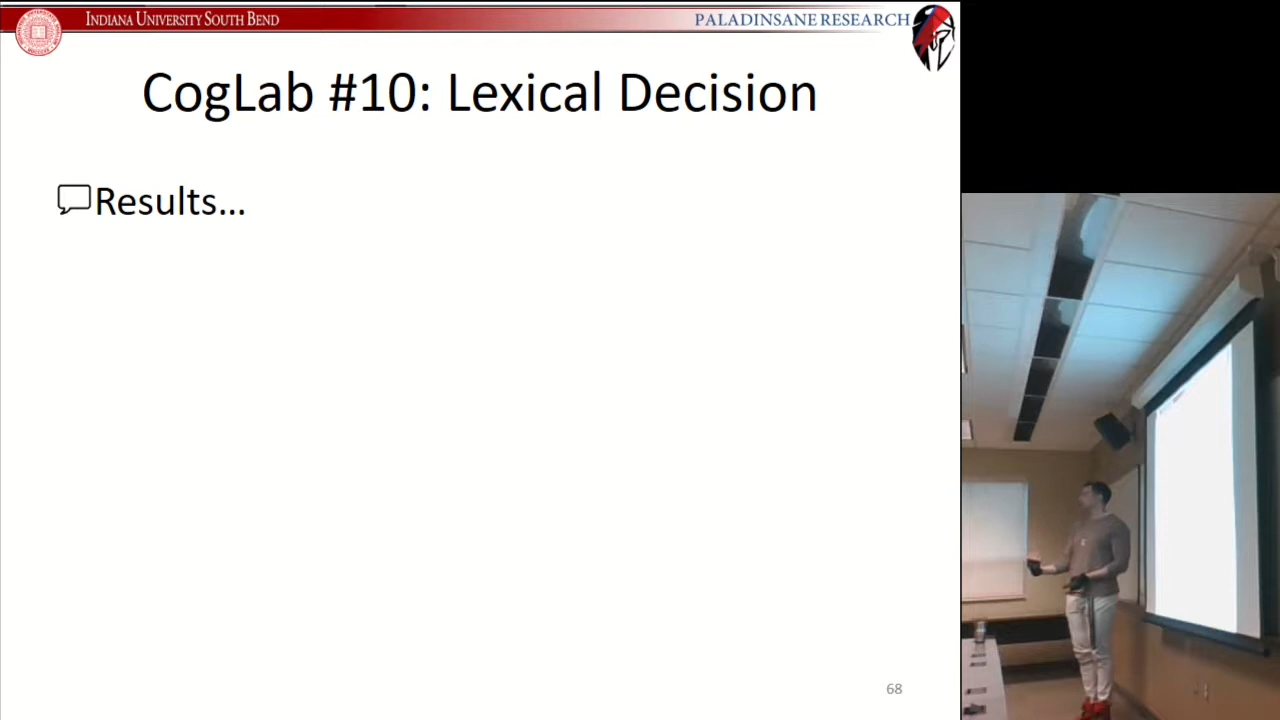 INDIANA UNIVERSITY SOUTH BEND
PALADINSANE RESEARCH
CogLab #10: Lexical Decision
Results...
68